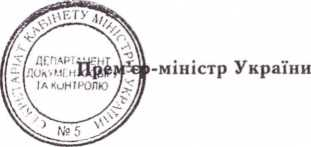 СЕКРЕТАРІАТ КАБІНЕТУ МІНІСТРІВ УКРАЇНИ
ДЕПАРТАМЕНТ
ТА КОНТРОЛЮ
№ 5
Прем'єр-міністр України